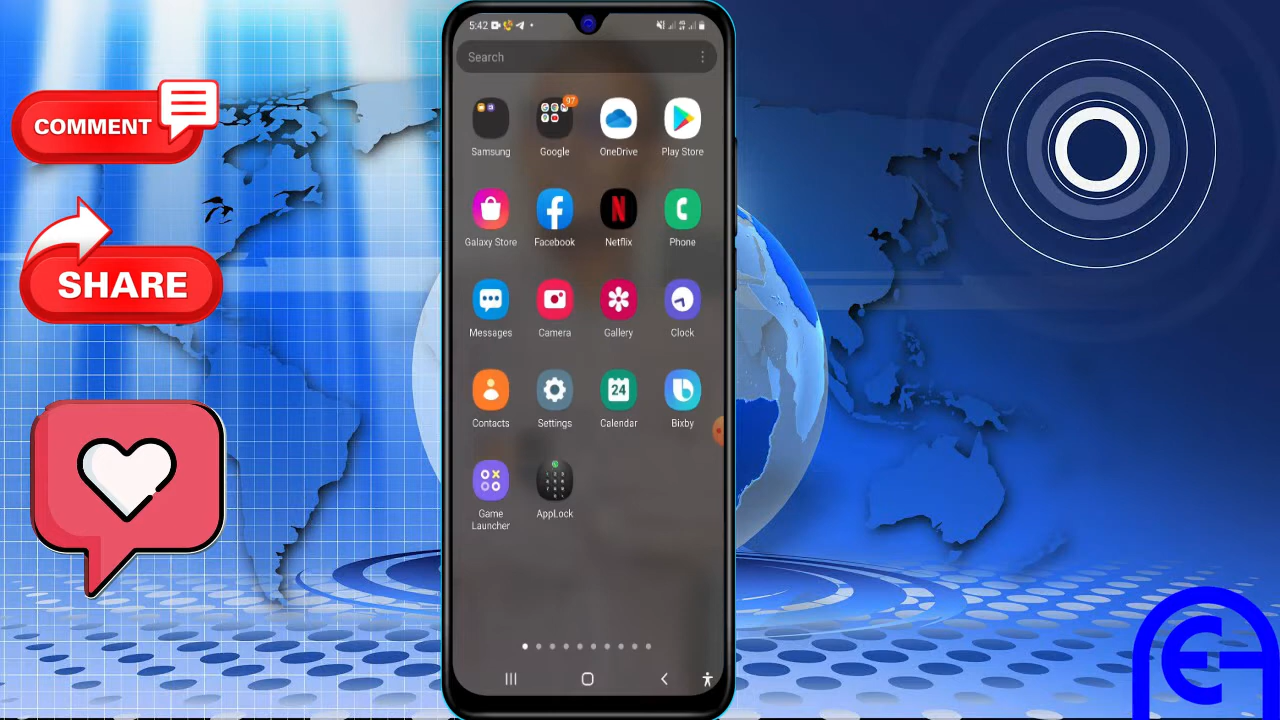 COMMENT
SHARE
5:42
Search
97
Samsung
Google
OneDrive
Play Store
Galaxy Store
Facebook
Netflix
Phone
Messages
Camera
Gallery
Clock
24
Contacts
Settings
Calendar
Bixby
Game
Launcher
AppLock